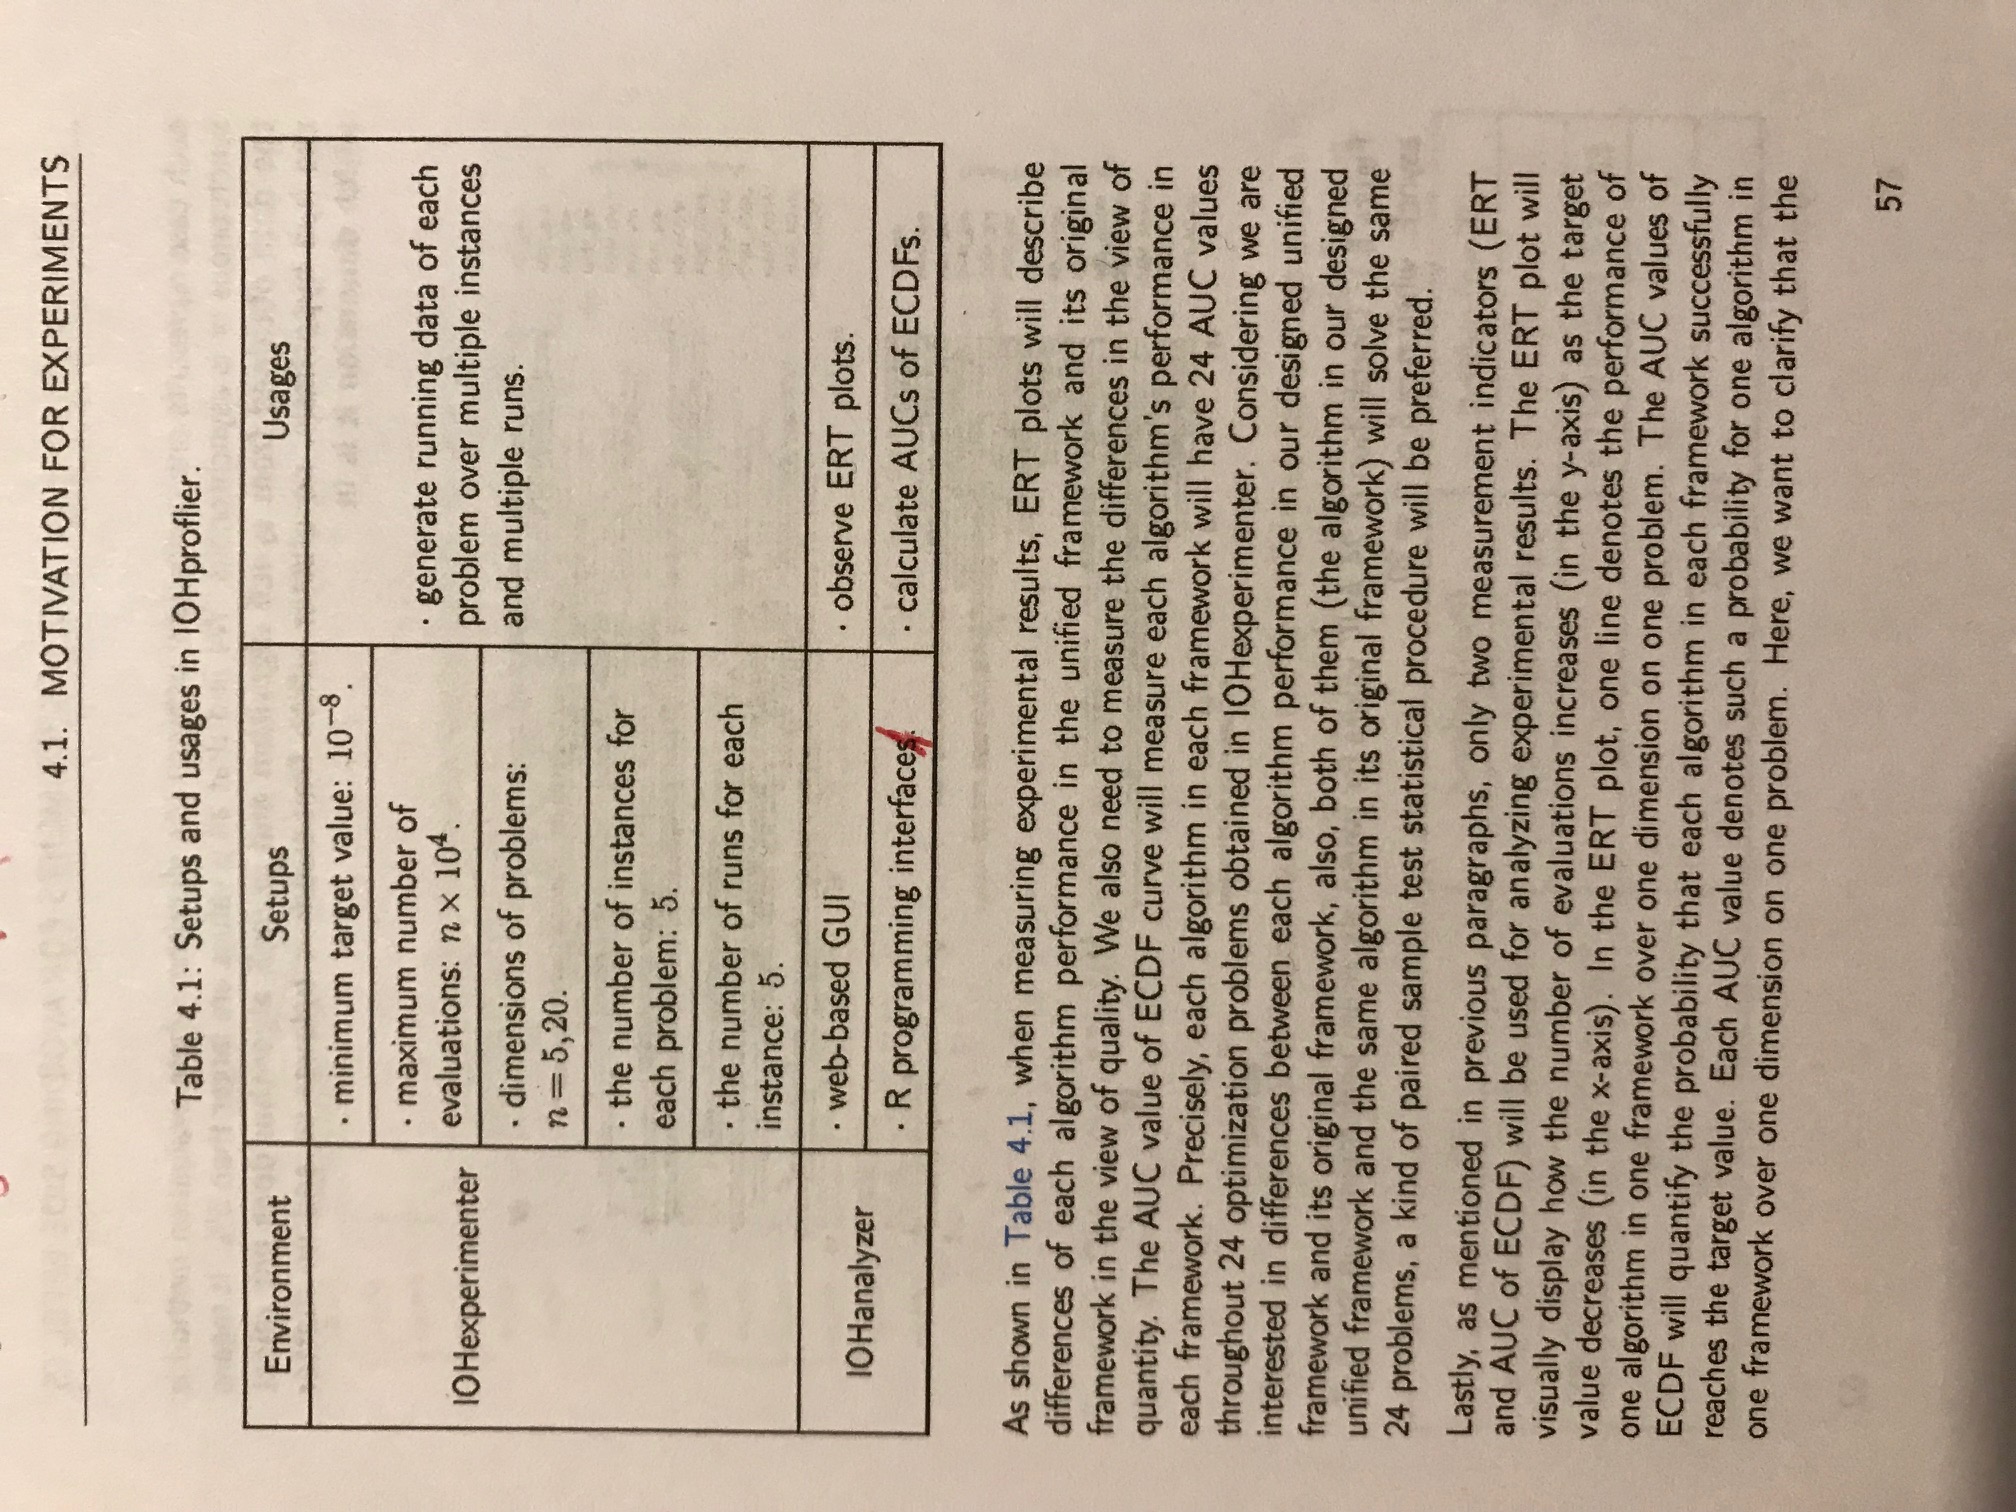 4.1. MOTIVATION FOR EXPERIMENTS
Table 4.1: Setups and usages in IOHproflier.
Environment
Setups
Usages
IOHexperimenter
· minimum target value: 10⁻⁸.
· maximum number of
evaluations: n × 10⁴.
· dimensions of problems:
n = 5,20.
· the number of instances for
each problem: 5.
· the number of runs for each
instance: 5.
· generate running data of each
problem over multiple instances
and multiple runs.
IOHanalyzer
· web-based GUI
· observe ERT plots.
· R programming interfaces.
· calculate AUCs of ECDFs.
As shown in Table 4.1, when measuring experimental results, ERT plots will describe
differences of each algorithm performance in the unified framework and its original
framework in the view of quality. We also need to measure the differences in the view of
quantity. The AUC value of ECDF curve will measure each algorithm's performance in
each framework. Precisely, each algorithm in each framework will have 24 AUC values
throughout 24 optimization problems obtained in IOHexperimenter. Considering we are
interested in differences between each algorithm performance in our designed unified
framework and its original framework, also, both of them (the algorithm in our designed
unified framework and the same algorithm in its original framework) will solve the same
24 problems, a kind of paired sample test statistical procedure will be preferred.
Lastly, as mentioned in previous paragraphs, only two measurement indicators (ERT
and AUC of ECDF) will be used for analyzing experimental results. The ERT plot will
visually display how the number of evaluations increases (in the y-axis) as the target
value decreases (in the x-axis). In the ERT plot, one line denotes the performance of
one algorithm in one framework over one dimension on one problem. The AUC values of
ECDF will quantify the probability that each algorithm in each framework successfully
reaches the target value. Each AUC value denotes such a probability for one algorithm in
one framework over one dimension on one problem. Here, we want to clarify that the
57